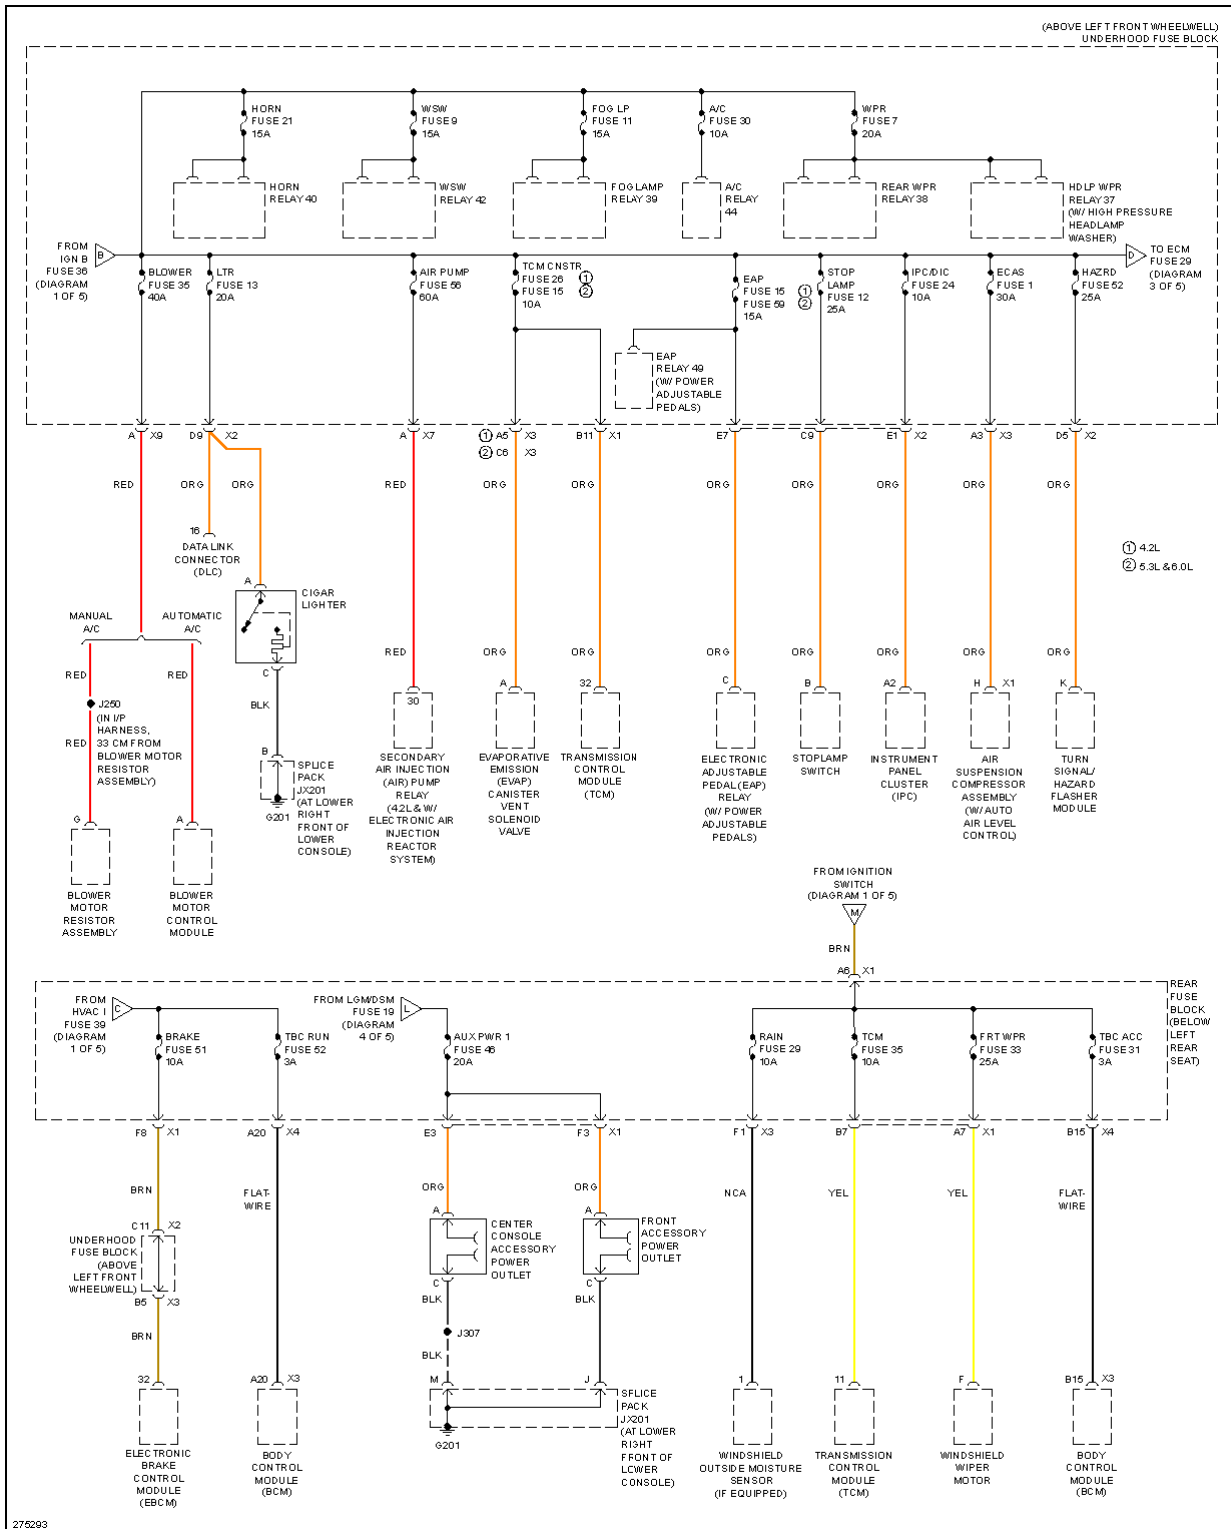 (ABOVE LEFT FRONT WHEELWELL)
UNDERHOOD FUSE BLOCK
HORN
FUSE 21
15A
WSW
FUSE 9
15A
FOG LP
FUSE 11
15A
A/C
FUSE 30
10A
WPR
FUSE 7
20A
HORN
RELAY 40
WSW
RELAY 42
FOGLAMP
RELAY 39
A/C
RELAY
44
REAR WPR
RELAY 38
HDLP WPR
RELAY 37
(W/ HIGH PRESSURE
HEADLAMP
WASHER)
FROM
IGN B
FUSE 36
(DIAGRAM
1 OF 5)
B
BLOWER
FUSE 35
40A
LTR
FUSE 13
20A
AIR PUMP
FUSE 56
60A
TCM CNSTR
FUSE 26 ①
FUSE 15 ②
10A
EAP
FUSE 15
FUSE 59
15A
①
②
STOP
LAMP
FUSE 12
25A
IPC/DIC
FUSE 24
10A
ECAS
FUSE 1
30A
HAZRD
FUSE 52
25A
D
TO ECM
FUSE 29
(DIAGRAM
3 OF 5)
EAP
RELAY 49
(W/ POWER
ADJUSTABLE
PEDALS)
A X9
D9 X2
A X7
① A5 X3
② C6 X3
B11 X1
E7
C9
E1 X2
A3 X3
D5 X2
RED
ORG
ORG
RED
ORG
ORG
ORG
ORG
ORG
ORG
ORG
16
DATA LINK
CONNECTOR
(DLC)
① 4.2L
② 5.3L & 6.0L
A
CIGAR
LIGHTER
C
MANUAL
A/C
AUTOMATIC
A/C
RED
RED
J250
(IN I/P
HARNESS,
33 CM FROM
BLOWER MOTOR
RESISTOR
ASSEMBLY)
RED
BLK
B
SPLICE
PACK
JX201
(AT LOWER
RIGHT
FRONT OF
LOWER
CONSOLE)
G201
G
BLOWER
MOTOR
RESISTOR
ASSEMBLY
A
BLOWER
MOTOR
CONTROL
MODULE
RED
ORG
ORG
ORG
ORG
ORG
ORG
ORG
30
SECONDARY
AIR INJECTION
(AIR) PUMP
RELAY
(4.2L & W/
ELECTRONIC AIR
INJECTION
REACTOR
SYSTEM)
A
EVAPORATIVE
EMISSION
(EVAP)
CANISTER
VENT
SOLENOID
VALVE
32
TRANSMISSION
CONTROL
MODULE
(TCM)
C
ELECTRONIC
ADJUSTABLE
PEDAL (EAP)
RELAY
(W/ POWER
ADJUSTABLE
PEDALS)
B
STOPLAMP
SWITCH
A2
INSTRUMENT
PANEL
CLUSTER
(IPC)
H X1
AIR
SUSPENSION
COMPRESSOR
ASSEMBLY
(W/ AUTO
AIR LEVEL
CONTROL)
K
TURN
SIGNAL/
HAZARD
FLASHER
MODULE
FROM IGNITION
SWITCH
(DIAGRAM 1 OF 5)
M
BRN
A6 X1
REAR
FUSE
BLOCK
(BELOW
LEFT
REAR
SEAT)
FROM
HVAC I
FUSE 39
(DIAGRAM
1 OF 5)
C
BRAKE
FUSE 51
10A
TBC RUN
FUSE 52
3A
FROM LGM/DSM
FUSE 19
(DIAGRAM
4 OF 5)
L
AUX PWR 1
FUSE 46
20A
RAIN
FUSE 29
10A
TCM
FUSE 35
10A
FRT WPR
FUSE 33
25A
TBC ACC
FUSE 31
3A
F8 X1
A20 X4
E3
F3 X1
F1 X3
B7
A7 X1
B15 X4
BRN
FLAT-
WIRE
ORG
ORG
NCA
YEL
YEL
FLAT-
WIRE
C11 X2
UNDERHOOD
FUSE BLOCK
(ABOVE
LEFT FRONT
WHEELWELL)
B5 X3
BRN
A
CENTER
CONSOLE
ACCESSORY
POWER
OUTLET
C
A
FRONT
ACCESSORY
POWER
OUTLET
C
BLK
BLK
J307
BLK
M
J
SPLICE
PACK
JX201
(AT LOWER
RIGHT
FRONT OF
LOWER
CONSOLE)
G201
32
ELECTRONIC
BRAKE
CONTROL
MODULE
(EBCM)
A20 X3
BODY
CONTROL
MODULE
(BCM)
1
WINDSHIELD
OUTSIDE MOISTURE
SENSOR
(IF EQUIPPED)
11
TRANSMISSION
CONTROL
MODULE
(TCM)
F
WINDSHIELD
WIPER
MOTOR
B15 X3
BODY
CONTROL
MODULE
(BCM)
275293